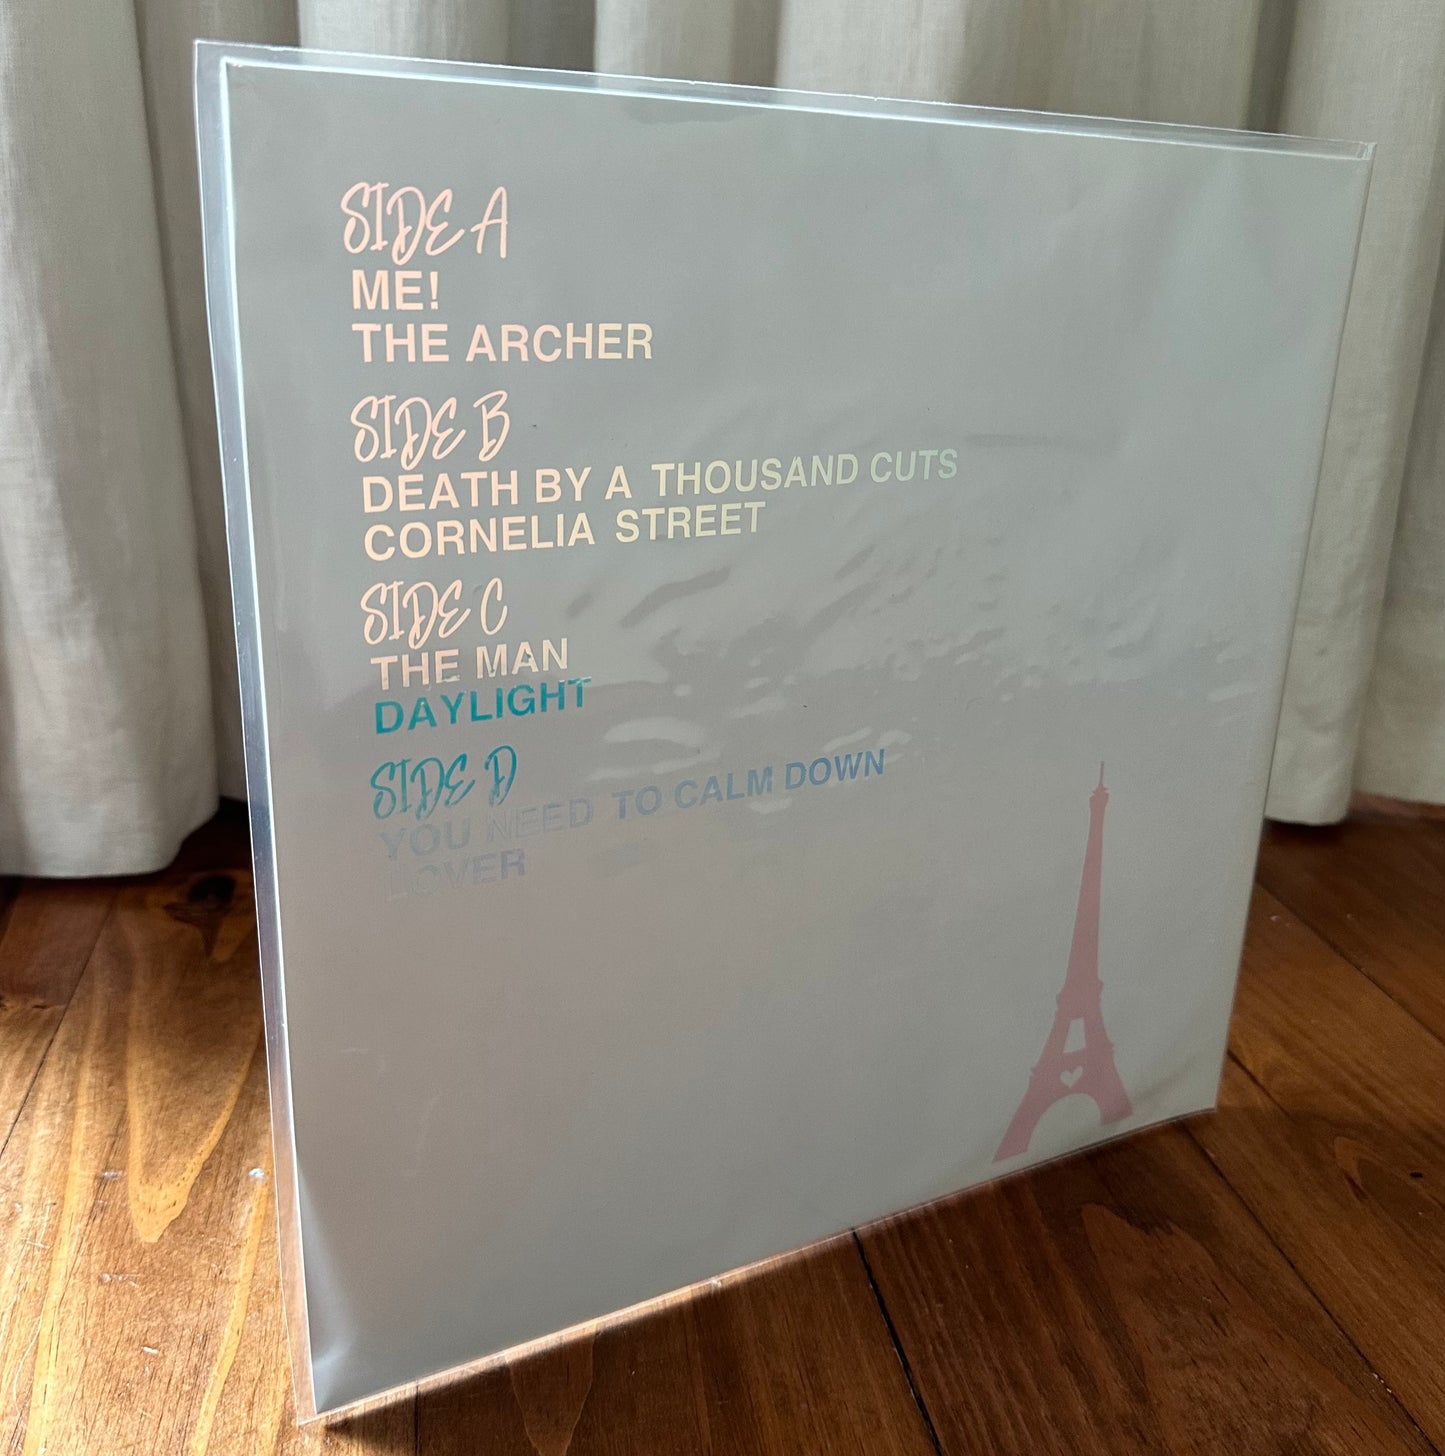 SIDE A
ME!
THE ARCHER
SIDE B
DEATH BY A THOUSAND CUTS
CORNELIA STREET
SIDE C
THE MAN
DAYLIGHT
SIDE D
YOU NEED TO CALM DOWN
LOVER